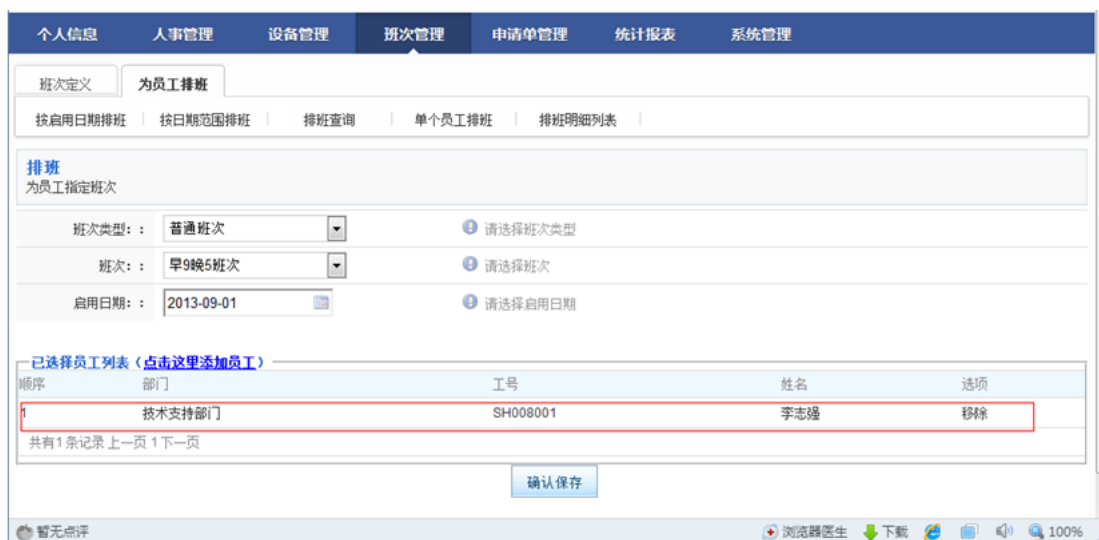 个人信息 人事管理 设备管理 班次管理 申请单管理 统计报表 系统管理
班次定义 为员工排班
按启用日期排班 按日期范围排班 排班查询 单个员工排班 排班明细列表
排班
为员工指定班次
班次类型: : 普通班次 请选择班次类型
班次: : 早9晚5班次 请选择班次
启用日期: : 2013-09-01 请选择启用日期
已选择员工列表（点击这里添加员工）
顺序 部门 工号 姓名 选项
1 技术支持部门 SH008001 李志强 移除
共有1条记录 上一页 1 下一页
确认保存
暂无点评 浏览器医生 下载 100%